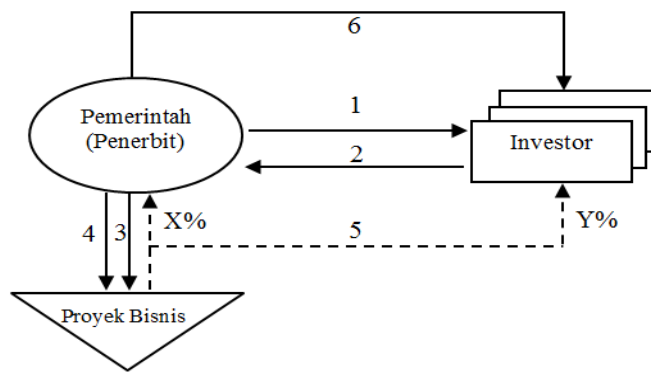 6
Pemerintah
(Penerbit)
1
2
Investor
4
3
X%
5
Y%
Proyek Bisnis